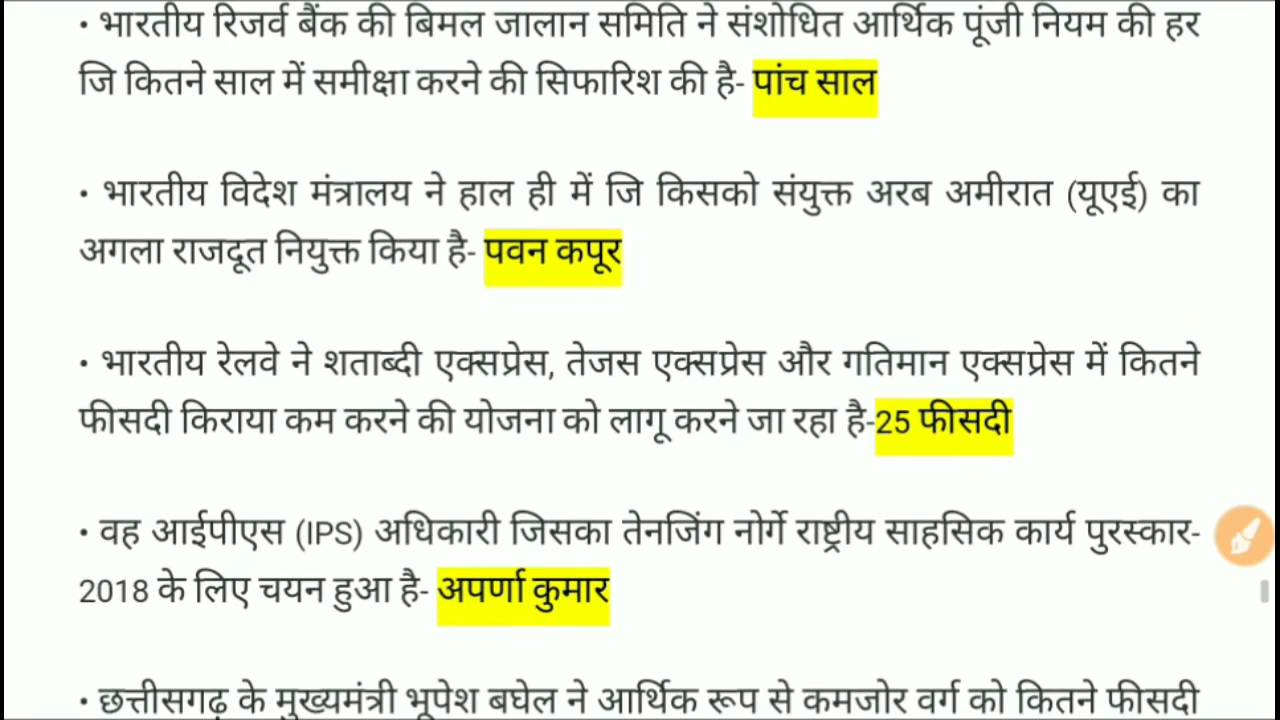 • भारतीय रिजर्व बैंक की बिमल जालान समिति ने संशोधित आर्थिक पूंजी नियम की हर
जि कितने साल में समीक्षा करने की सिफारिश की है- पांच साल
• भारतीय विदेश मंत्रालय ने हाल ही में जि किसको संयुक्त अरब अमीरात (यूएई) का
अगला राजदूत नियुक्त किया है- पवन कपूर
• भारतीय रेलवे ने शताब्दी एक्सप्रेस, तेजस एक्सप्रेस और गतिमान एक्सप्रेस में कितने
फीसदी किराया कम करने की योजना को लागू करने जा रहा है-25 फीसदी
• वह आईपीएस (IPS) अधिकारी जिसका तेनजिंग नोर्गे राष्ट्रीय साहसिक कार्य पुरस्कार-
2018 के लिए चयन हुआ है- अपर्णा कुमार
• छत्तीसगढ़ के मुख्यमंत्री भूपेश बघेल ने आर्थिक रूप से कमजोर वर्ग को कितने फीसदी